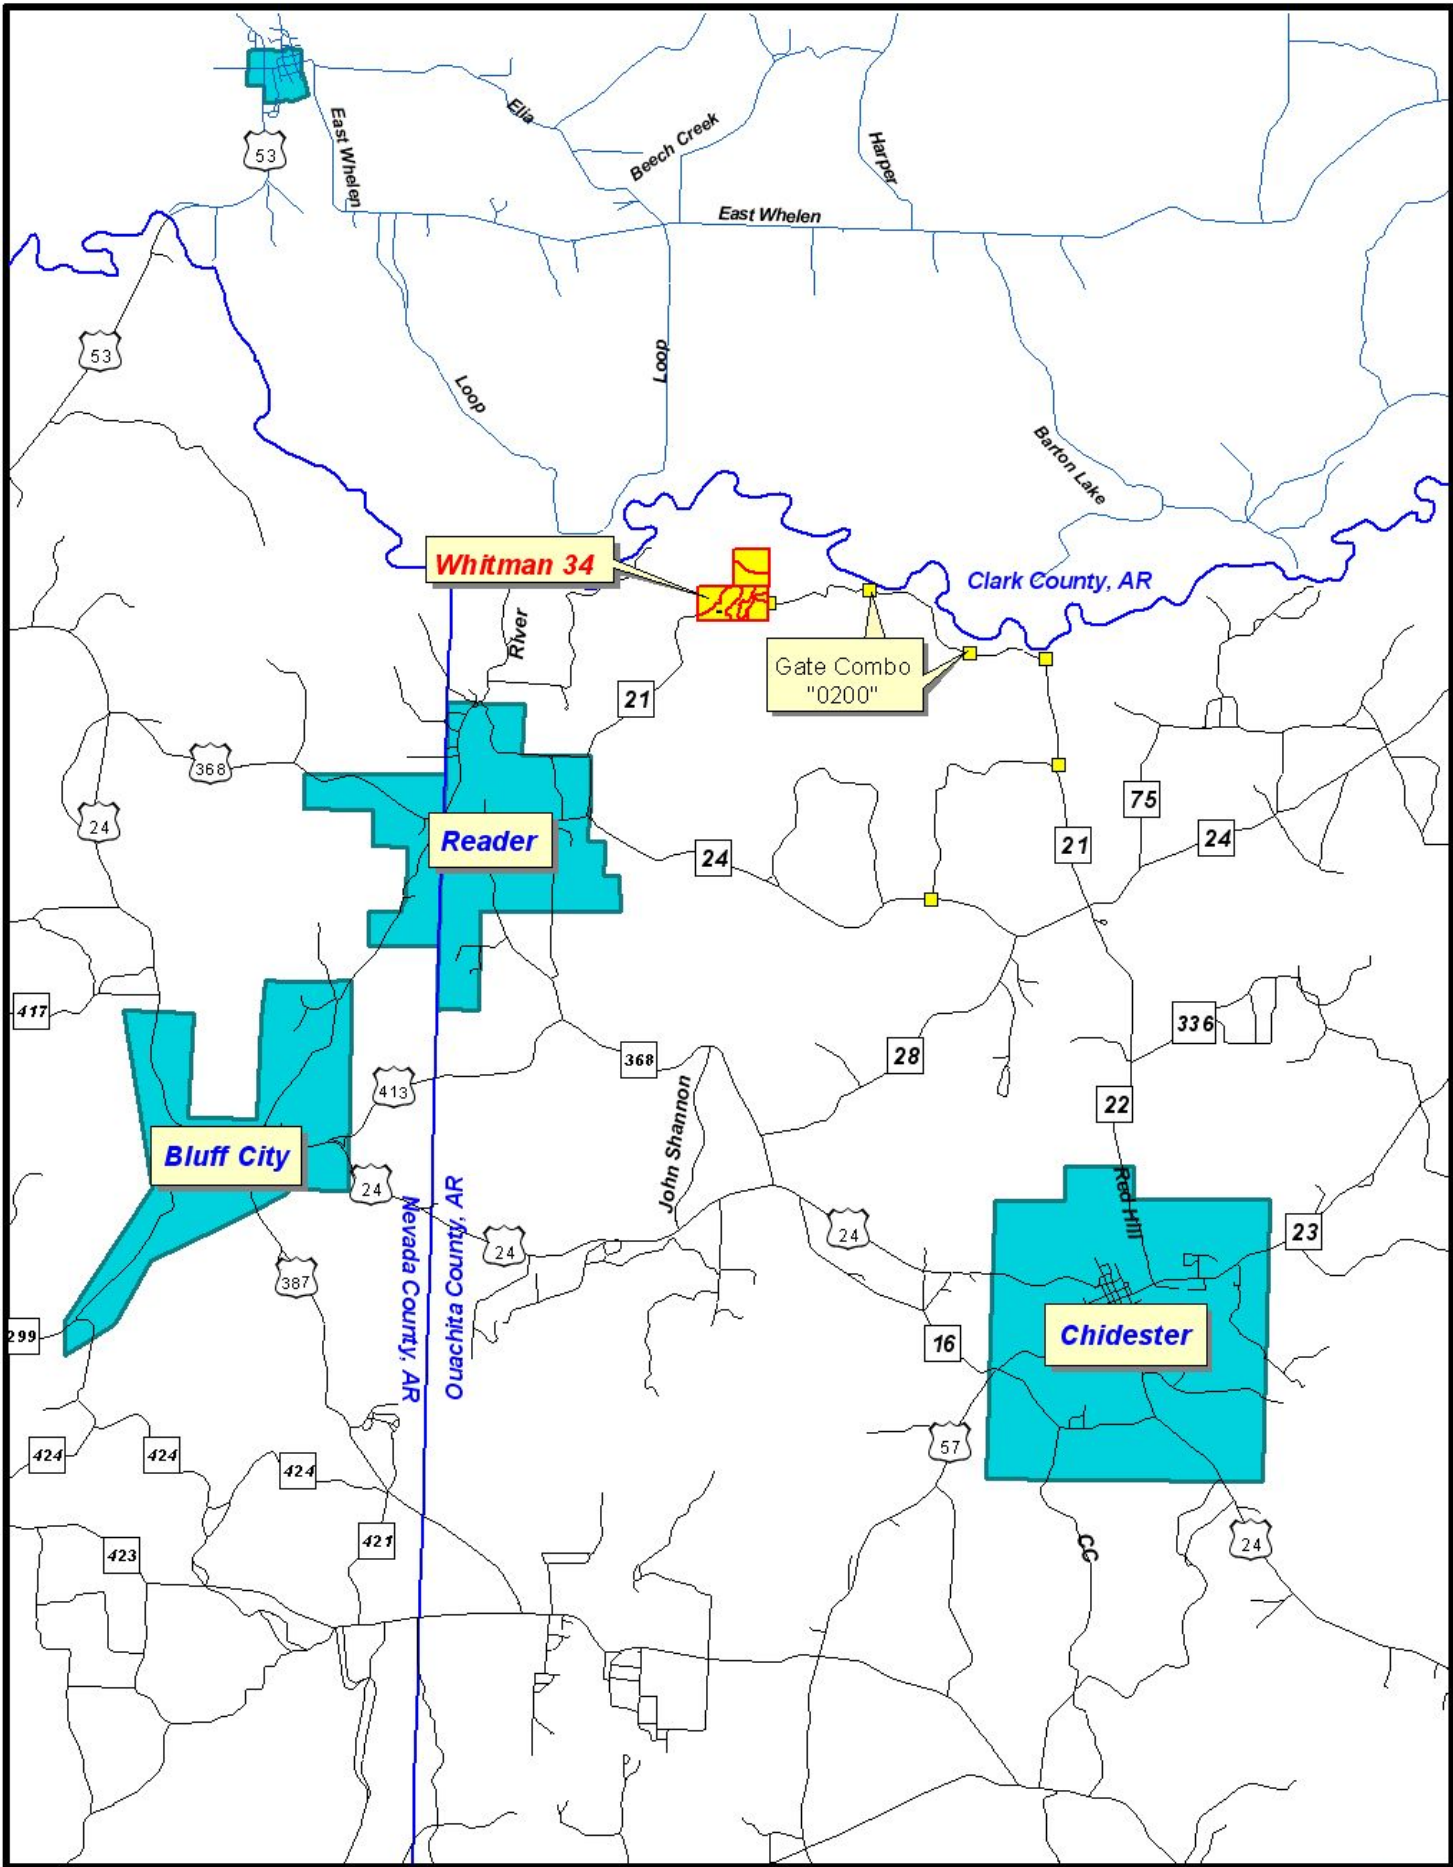 53
East Whelen
Elia
Beech Creek
Harper
East Whelen
53
Loop
Loop
Barton Lake
Whitman 34
Clark County, AR
River
Gate Combo
"0200"
21
368
75
24
21
24
Reader
24
417
336
28
368
413
22
Bluff City
John Shannon
24
Red Hill
Nevada County, AR
Ouachita County, AR
24
24
23
387
299
16
Chidester
57
424
424
424
421
423
CC
24